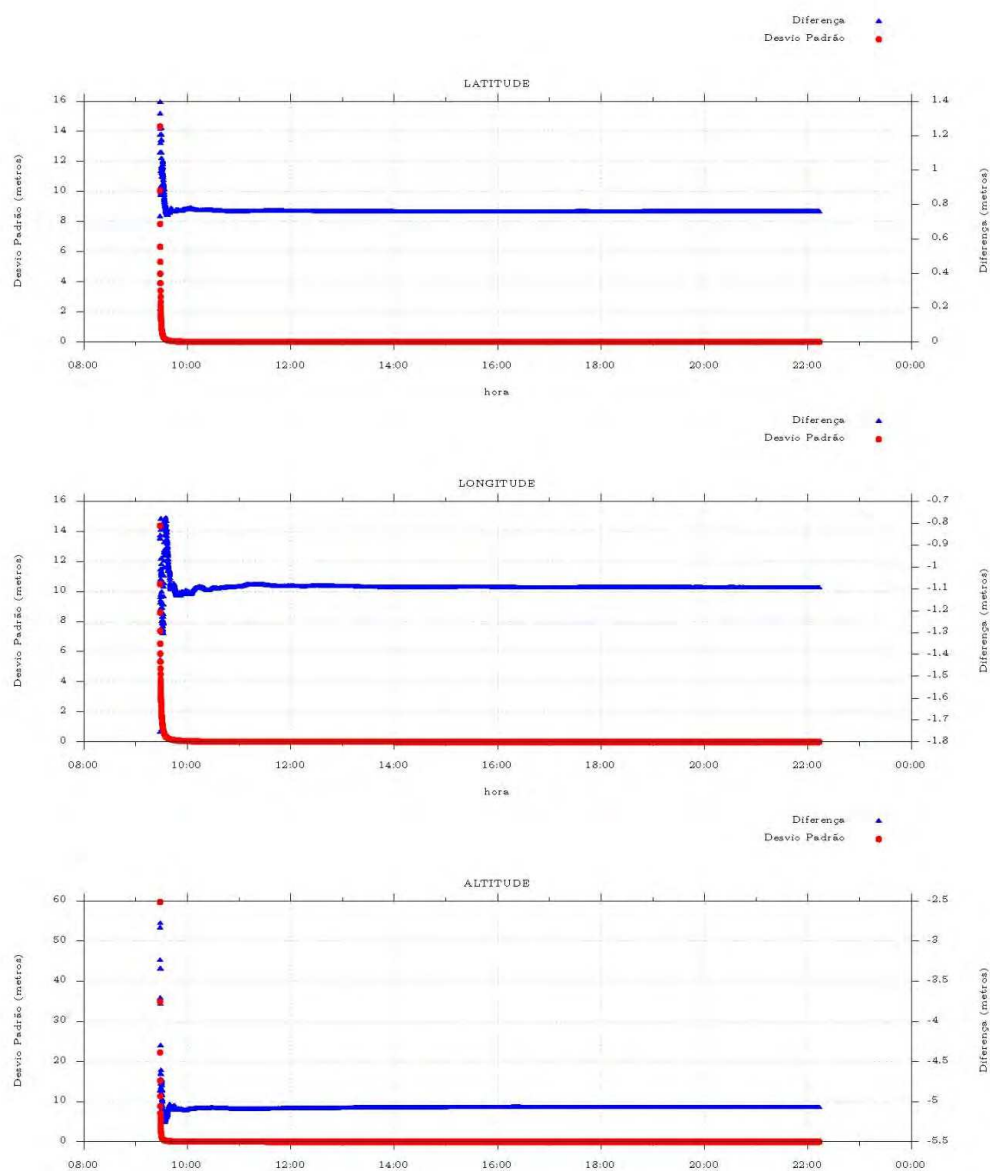 Diferença
Desvio Padrão
LATITUDE
16
14
12
10
8
6
4
2
0
Desvio Padrão (metros)
1.4
1.2
1
0.8
0.6
0.4
0.2
0
Diferença (metros)
08:00 10:00 12:00 14:00 16:00 18:00 20:00 22:00 00:00
hora
Diferença
Desvio Padrão
LONGITUDE
16
14
12
10
8
6
4
2
0
Desvio Padrão (metros)
-0.7
-0.8
-0.9
-1
-1.1
-1.2
-1.3
-1.4
-1.5
-1.6
-1.7
-1.8
Diferença (metros)
08:00 10:00 12:00 14:00 16:00 18:00 20:00 22:00 00:00
hora
Diferença
Desvio Padrão
ALTITUDE
60
50
40
30
20
10
0
Desvio Padrão (metros)
-2.5
-3
-3.5
-4
-4.5
-5
-5.5
Diferença (metros)
08:00 10:00 12:00 14:00 16:00 18:00 20:00 22:00 00:00